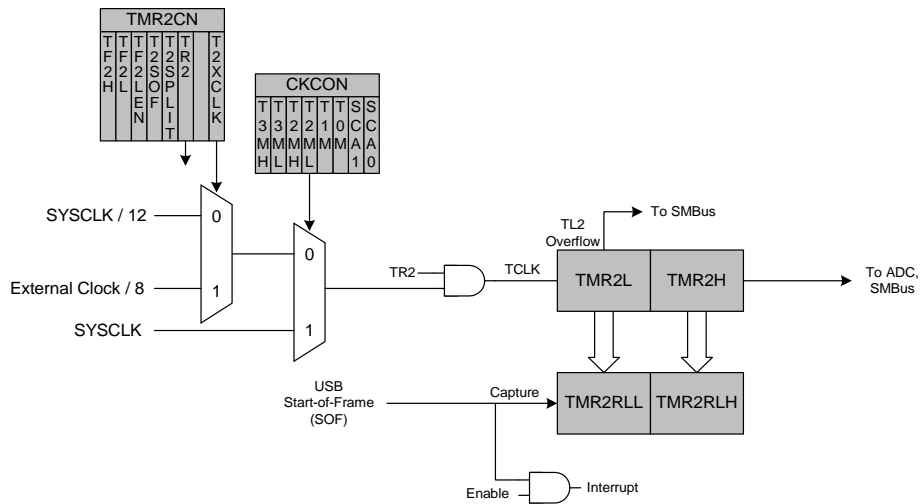 TMR2CN
TF2H
TF2L
TF2LEN
T2SOF
T2SPLIT
TR2
T2XCLK
CKCON
T3MH
T3ML
T2MH
T2ML
T1M
T0M
SCA1
SCA0
SYSCLK / 12
0
External Clock / 8
1
SYSCLK
0
1
TR2
TCLK
TL2
Overflow
To SMBus
TMR2L
TMR2H
To ADC,
SMBus
USB
Start-of-Frame
(SOF)
Capture
TMR2RLL
TMR2RLH
Enable
Interrupt